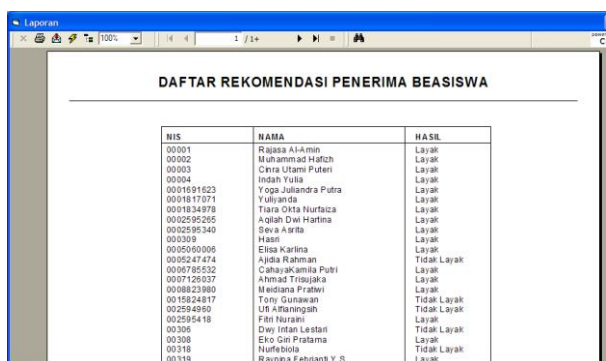 Laporan
100% 1 / 1+
DAFTAR REKOMENDASI PENERIMA BEASISWA
NIS NAMA HASIL
00001 Rajasa Al-Amin Layak
00002 Muhammad Hafizh Layak
00003 Cinra Utami Puteri Layak
00004 Indah Yulia Layak
0001691623 Yoga Juliandra Putra Layak
0001817071 Yuliyanda Layak
0001834978 Tiara Okta Nurfaiza Layak
0002595265 Aqilah Dwi Hartina Layak
0002595340 Seva Asrita Layak
000309 Hasri Layak
0005060006 Elisa Karlina Layak
0005247474 Ajidia Rahman Tidak Layak
0006785532 CahayaKamila Putri Layak
0007126037 Ahmad Trisujaka Layak
0008823980 Meidiana Pratiwi Layak
0015824817 Tony Gunawan Tidak Layak
002594960 Ufi Alfianingsih Tidak Layak
002595418 Fitri Nuraini Layak
00306 Dwy Intan Lestari Tidak Layak
00308 Eko Giri Pratama Layak
00318 Nurfebiola Tidak Layak
00319 Febrianti Y. S Layak